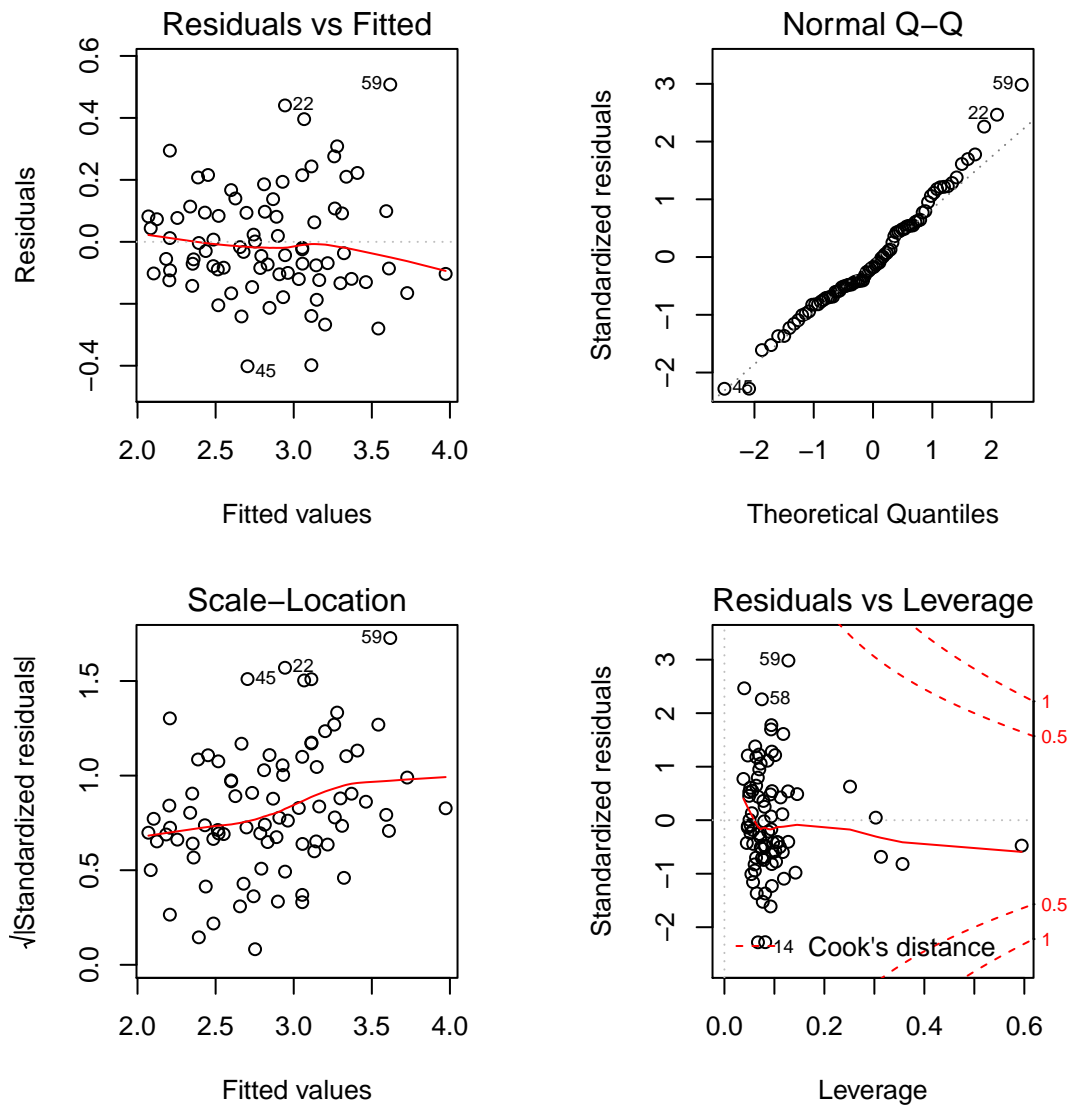 Residuals vs Fitted
Residuals
0.6
0.4
0.2
0.0
−0.4
59
22
45
2.0 2.5 3.0 3.5 4.0
Fitted values
Normal Q−Q
Standardized residuals
3
2
1
0
−1
−2
59
22
45
−2 −1 0 1 2
Theoretical Quantiles
Scale−Location
√|Standardized residuals|
1.5
1.0
0.5
0.0
59
22
45
2.0 2.5 3.0 3.5 4.0
Fitted values
Residuals vs Leverage
Standardized residuals
3
2
1
0
−1
−2
59
58
14
1
0.5
0.5
1
Cook's distance
0.0 0.2 0.4 0.6
Leverage